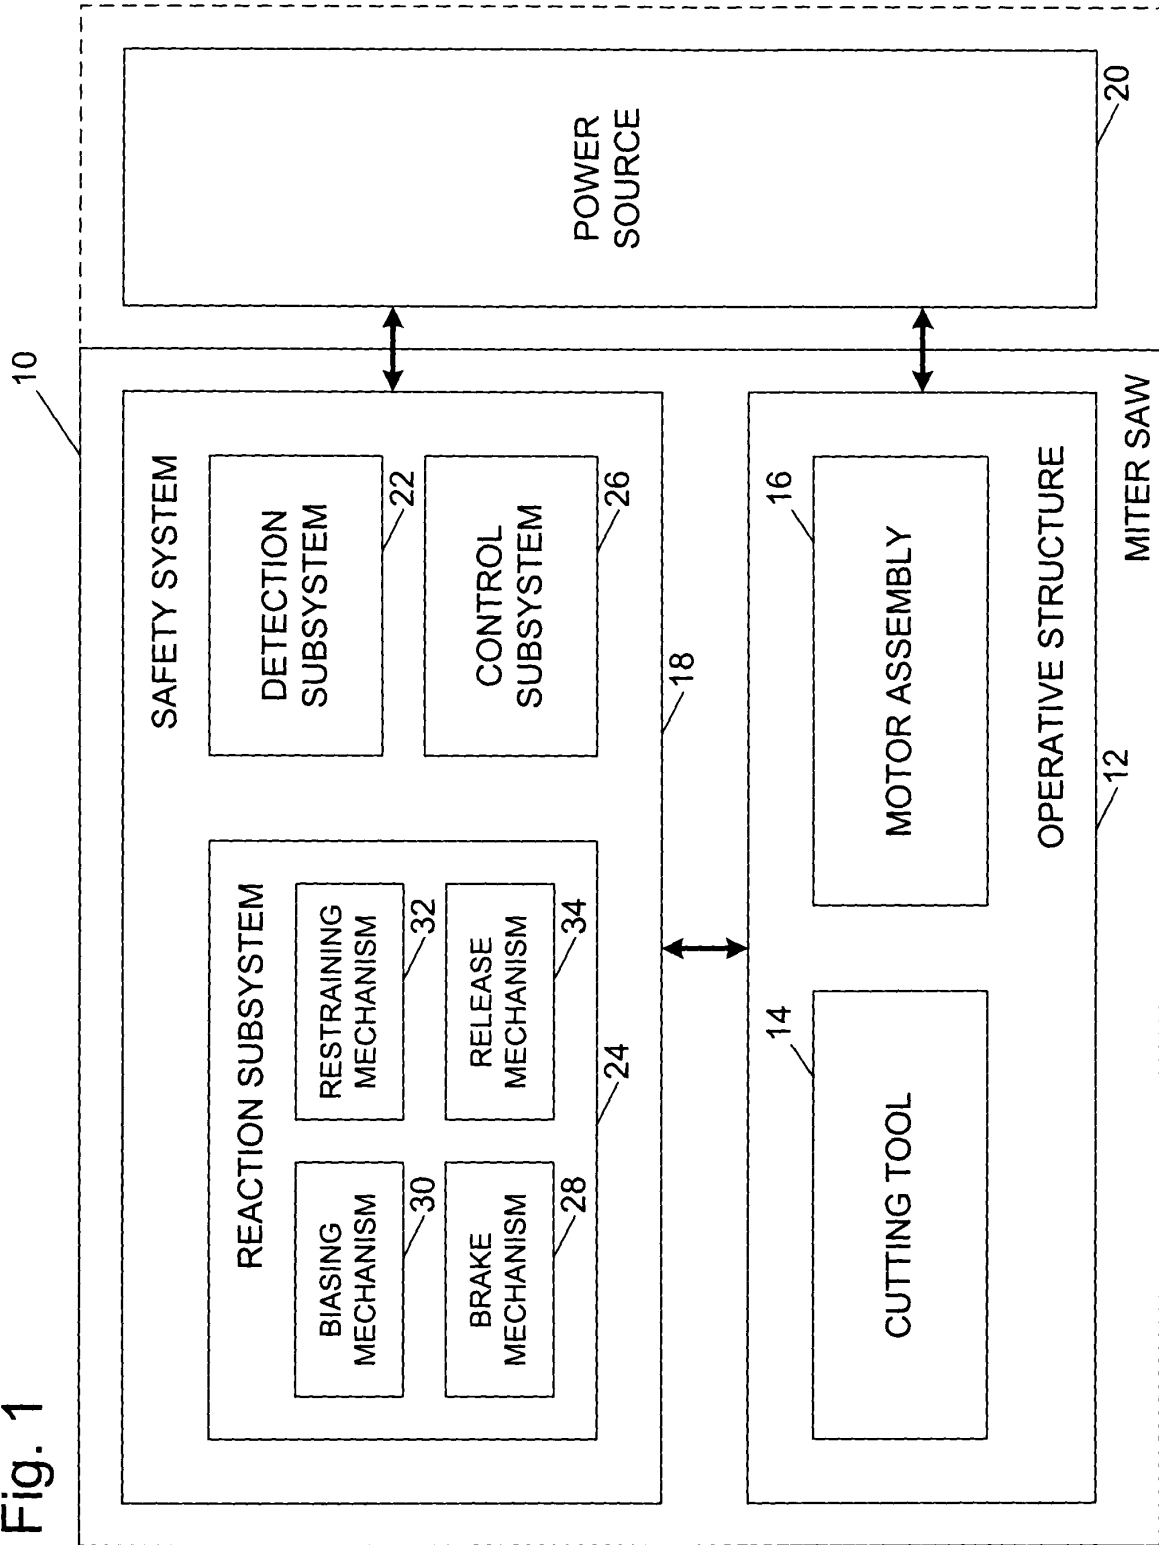 Fig. 1
10
SAFETY SYSTEM
REACTION SUBSYSTEM
BIASING
MECHANISM
30
RESTRAINING
MECHANISM
32
BRAKE
MECHANISM
28
RELEASE
MECHANISM
34
24
DETECTION
SUBSYSTEM
22
CONTROL
SUBSYSTEM
26
18
POWER
SOURCE
20
14
CUTTING TOOL
16
MOTOR ASSEMBLY
OPERATIVE STRUCTURE
12
MITER SAW